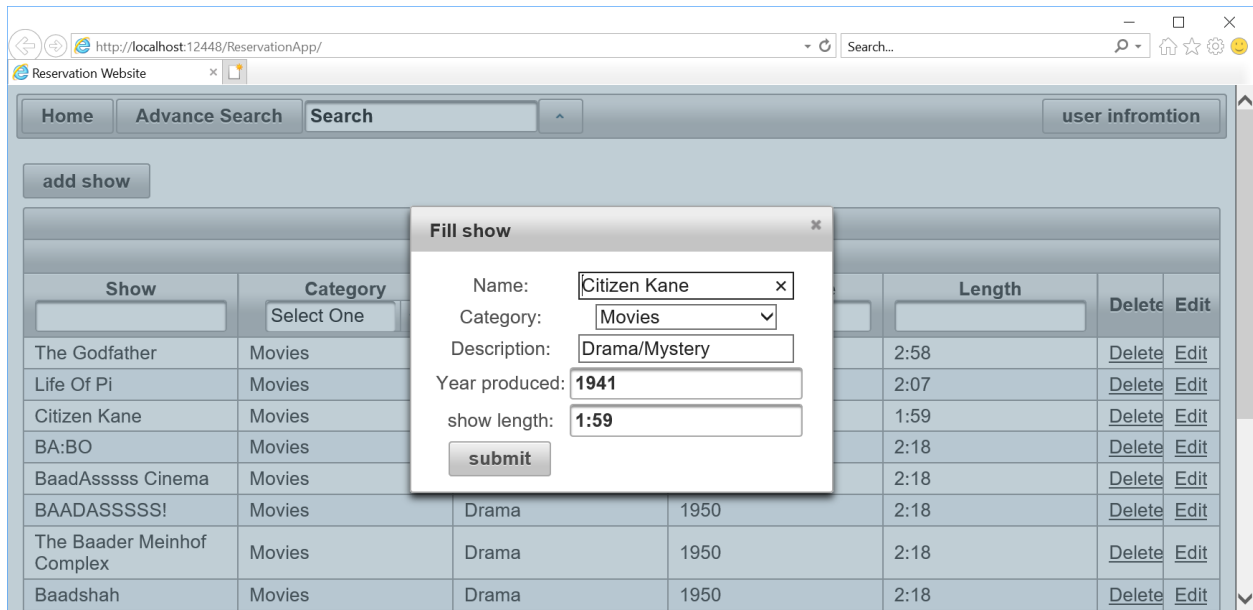 http://localhost:12448/ReservationApp/ Search...
Reservation Website
Home Advance Search Search user infromtion
add show
Fill show
Name: Citizen Kane
Category: Movies
Description: Drama/Mystery
Year produced: 1941
show length: 1:59
submit
Show Category Length Delete Edit
Select One
The Godfather Movies 2:58 Delete Edit
Life Of Pi Movies 2:07 Delete Edit
Citizen Kane Movies 1:59 Delete Edit
BA:BO Movies 2:18 Delete Edit
BaadAsssss Cinema Movies 2:18 Delete Edit
BAADASSSSS! Movies Drama 1950 2:18 Delete Edit
The Baader Meinhof
Complex Movies Drama 1950 2:18 Delete Edit
Baadshah Movies Drama 1950 2:18 Delete Edit